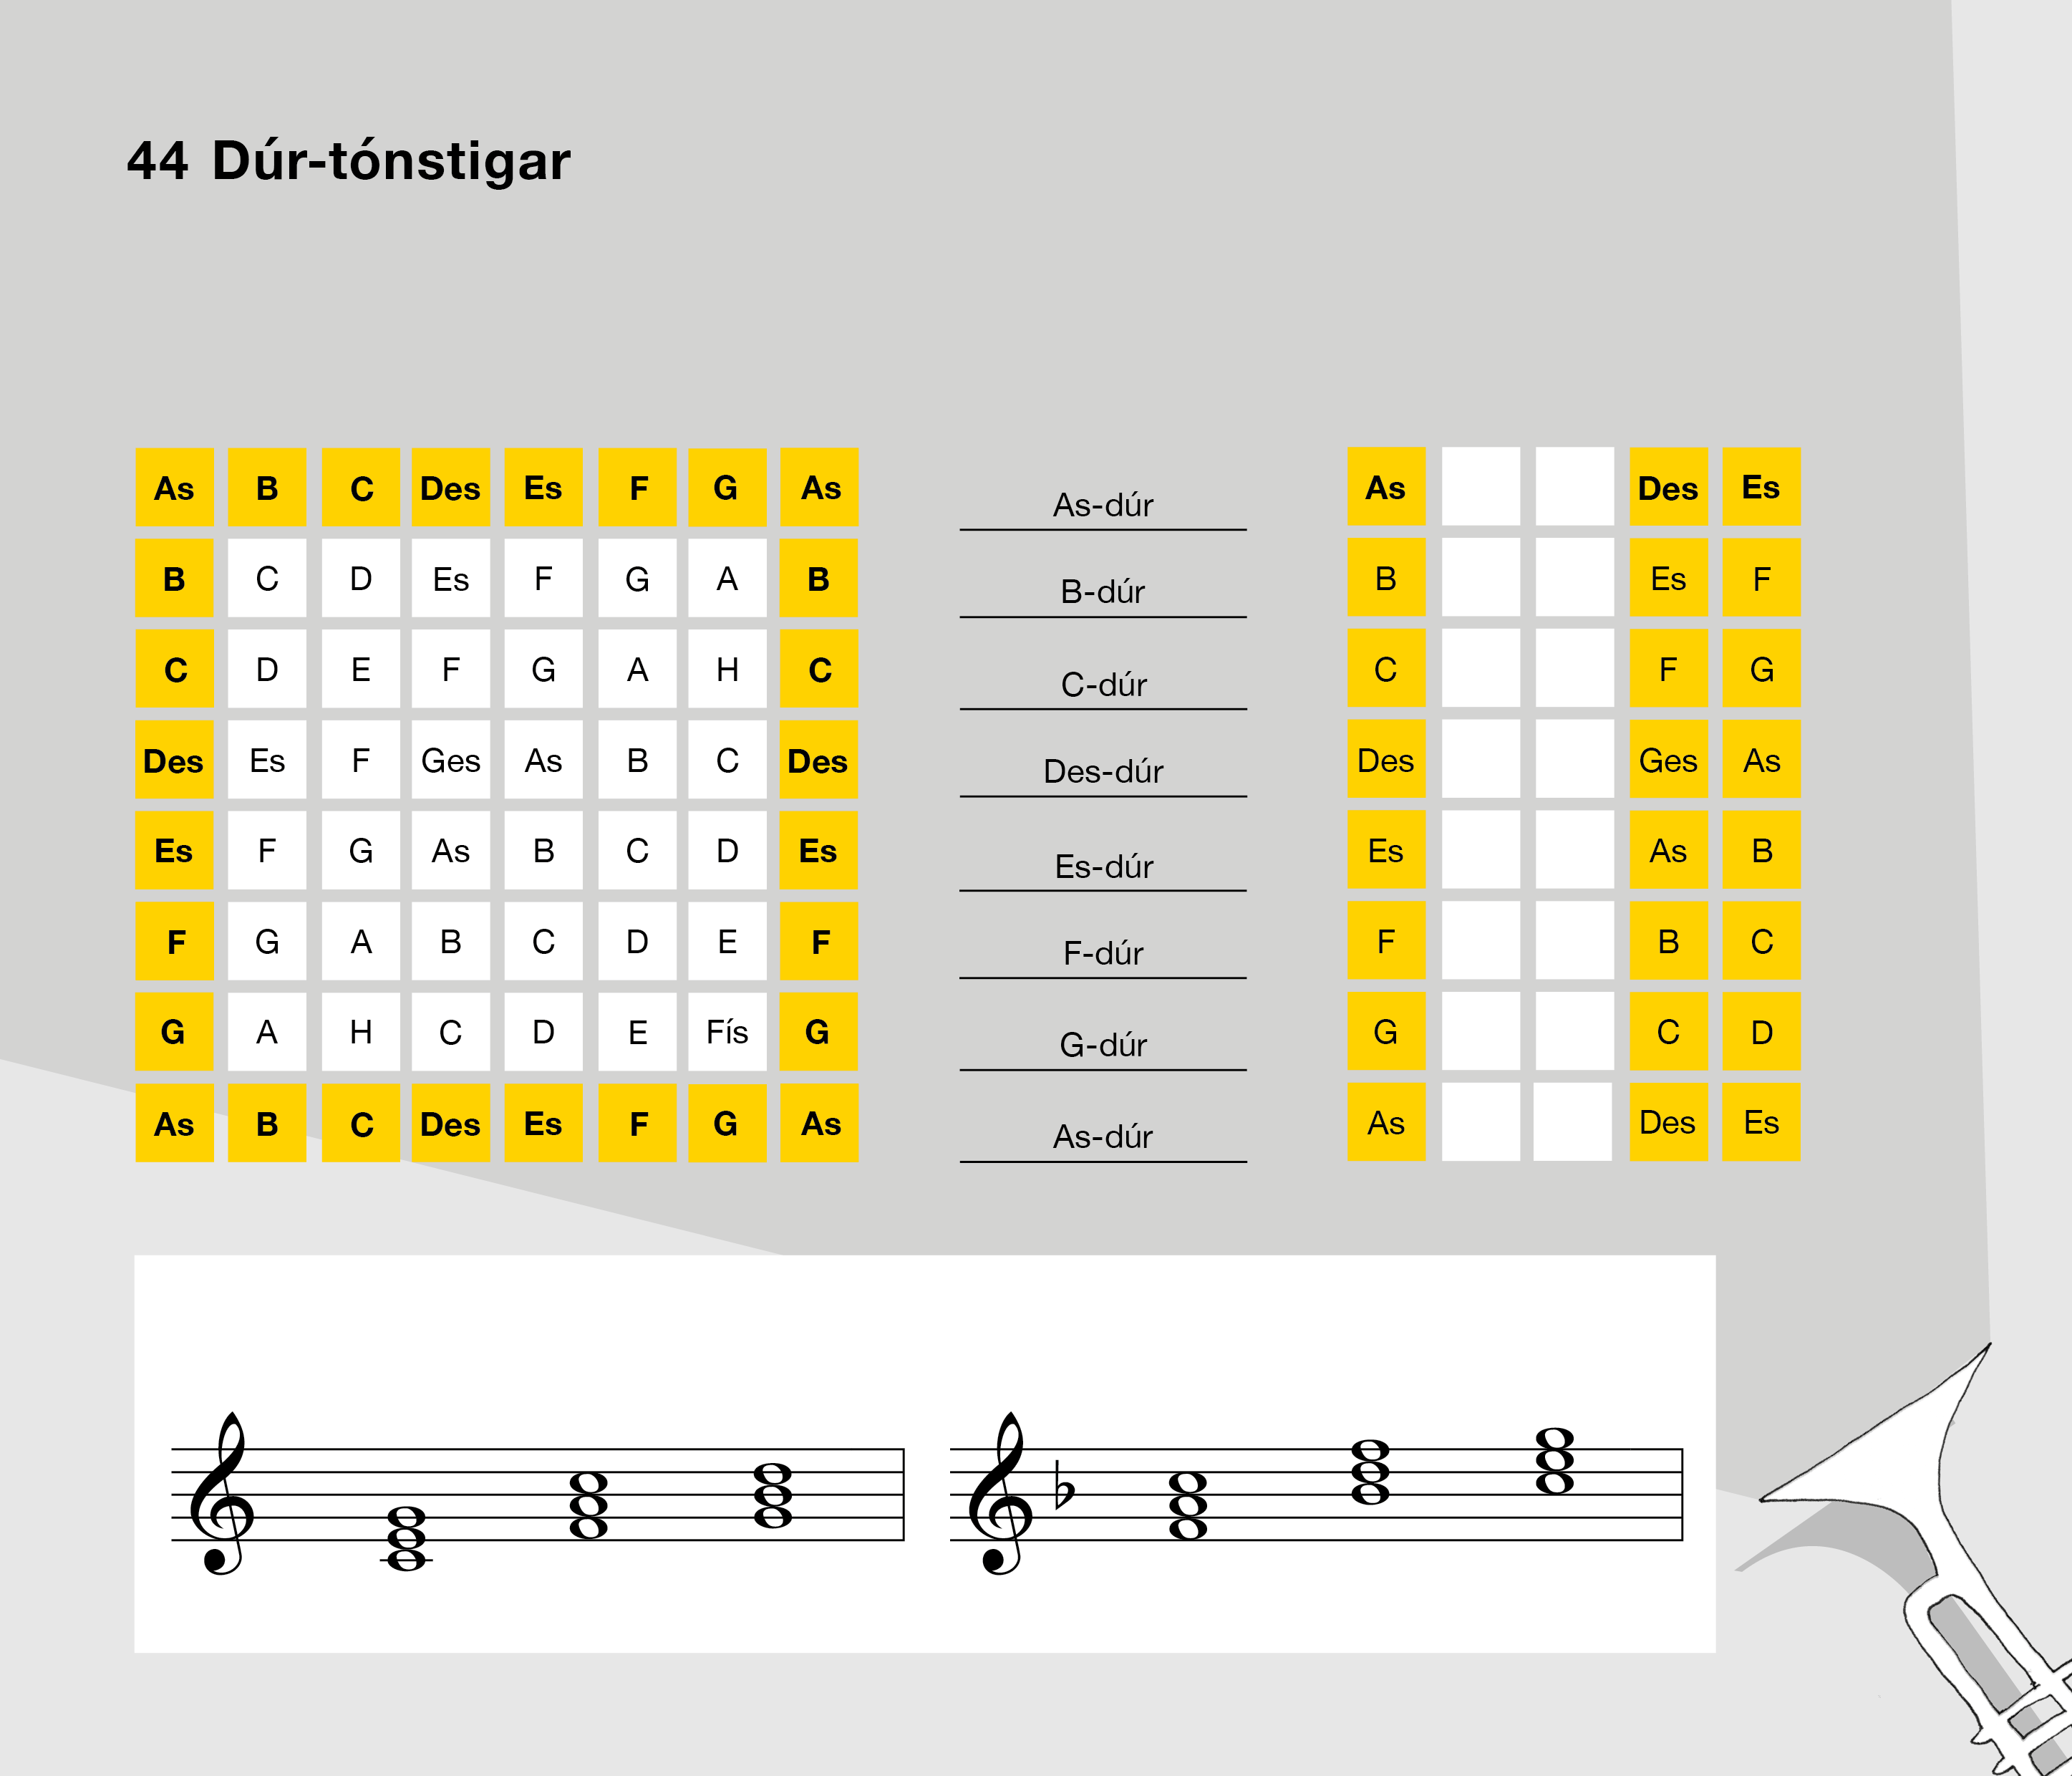 44 Dúr-tónstigar
As B C Des Es F G As As-dúr As Des Es
B C D Es F G A B B-dúr B Es F
C D E F G A H C C-dúr C F G
Des Es F Ges As B C Des Des-dúr Des Ges As
Es F G As B C D Es Es-dúr Es As B
F G A B C D E F F-dúr F B C
G A H C D E Fís G G-dúr G C D
As B C Des Es F G As As-dúr As Des Es